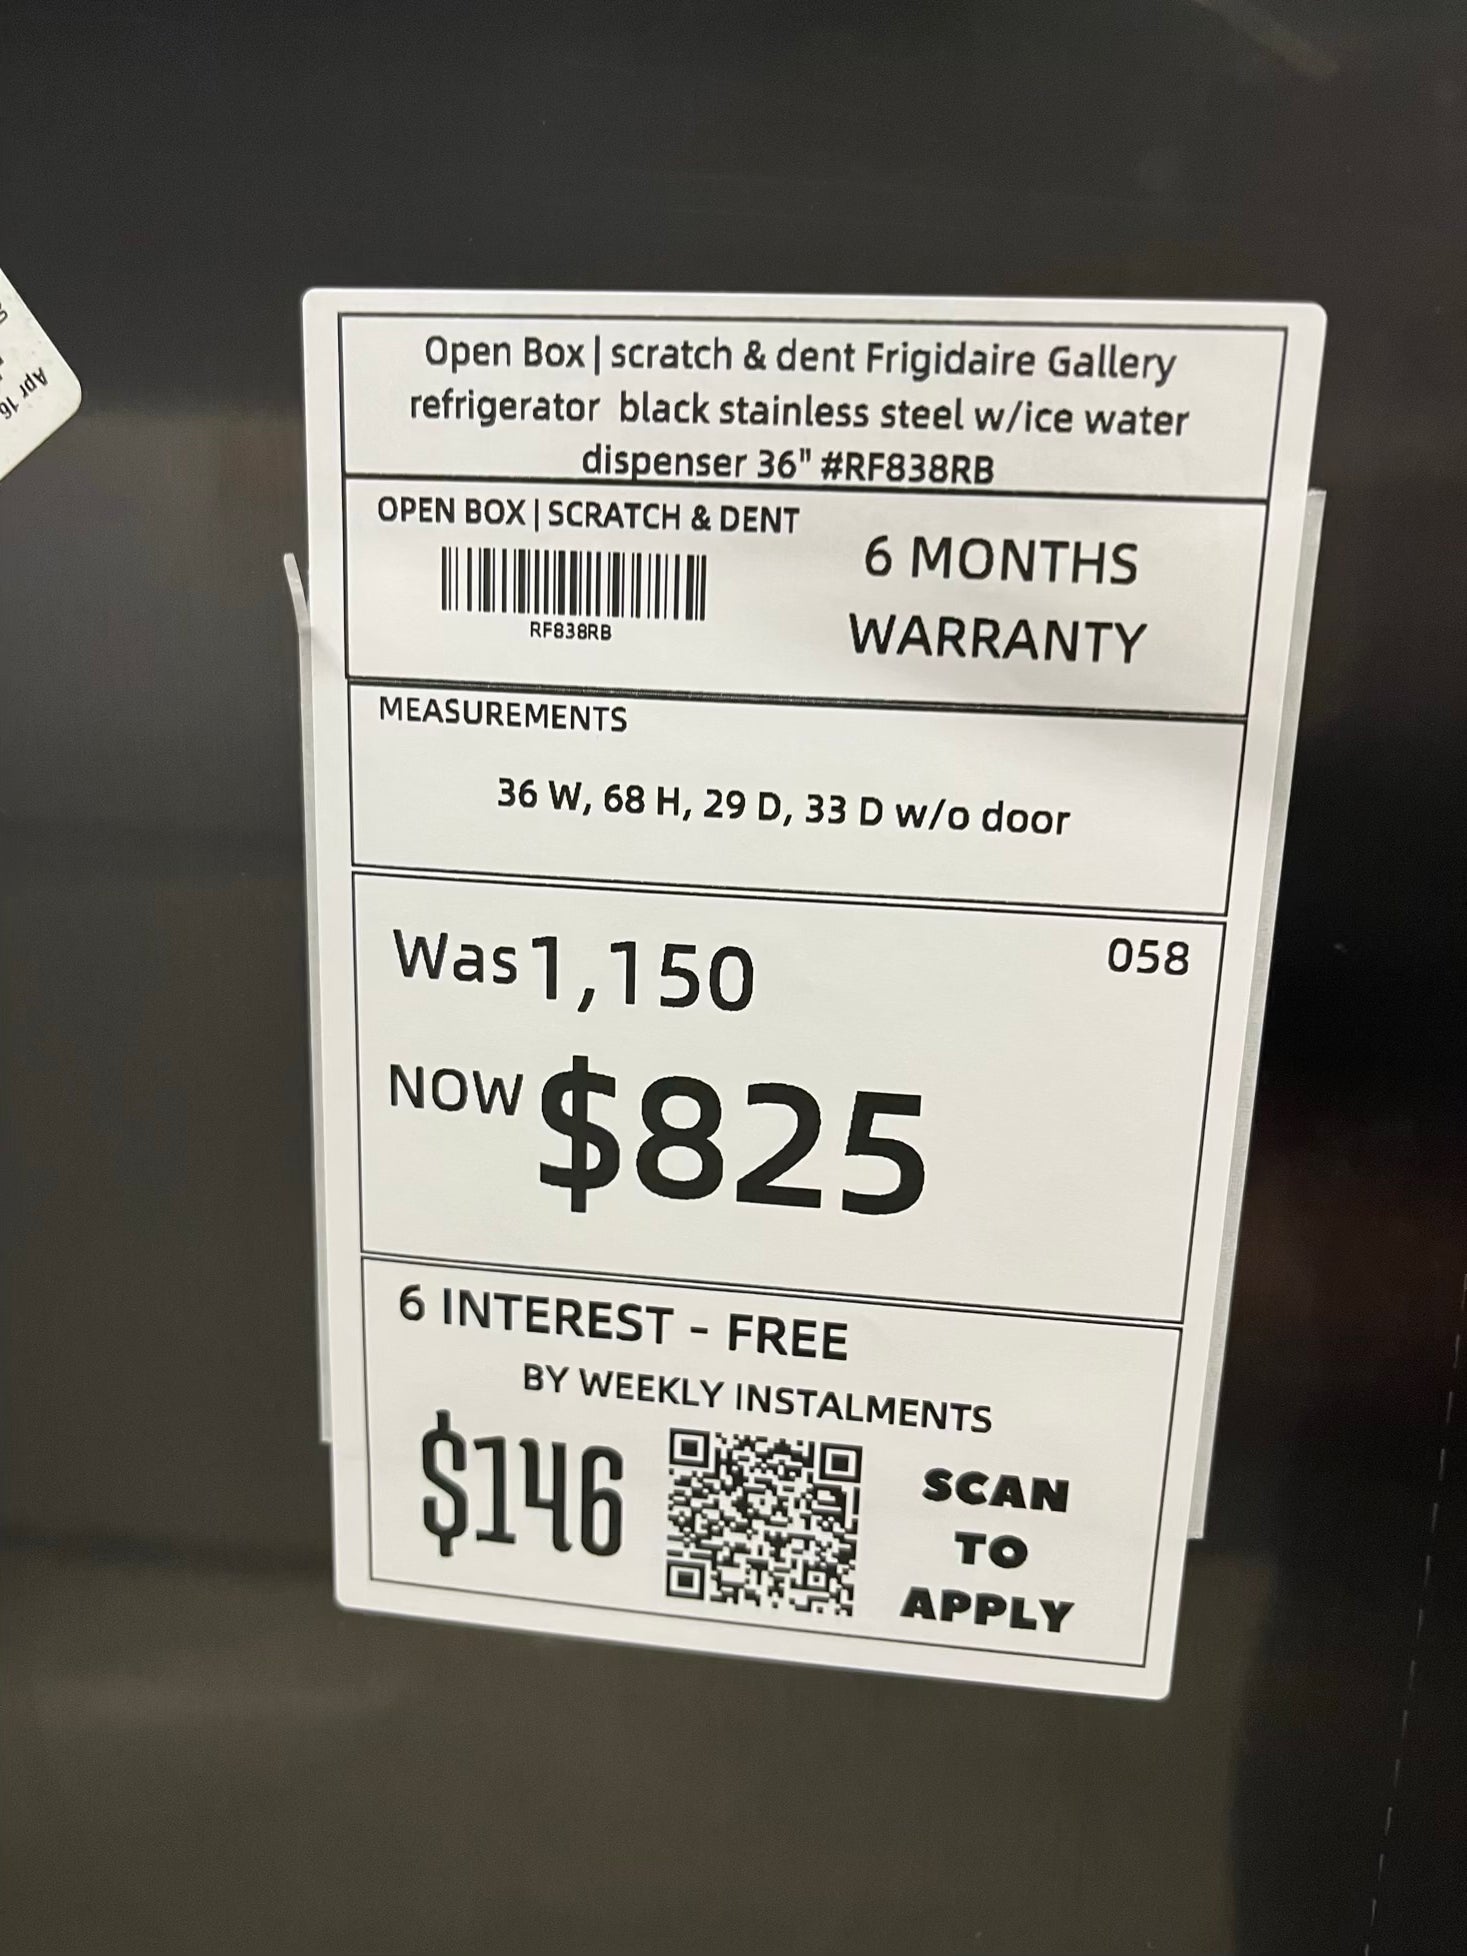 Apr 16
Open Box | scratch & dent Frigidaire Gallery
refrigerator black stainless steel w/ice water
dispenser 36" #RF838RB
OPEN BOX | SCRATCH & DENT
RF838RB
6 MONTHS
WARRANTY
MEASUREMENTS
36 W, 68 H, 29 D, 33 D w/o door
Was 1,150
058
NOW $825
6 INTEREST - FREE
BY WEEKLY INSTALMENTS
$146
SCAN
TO
APPLY